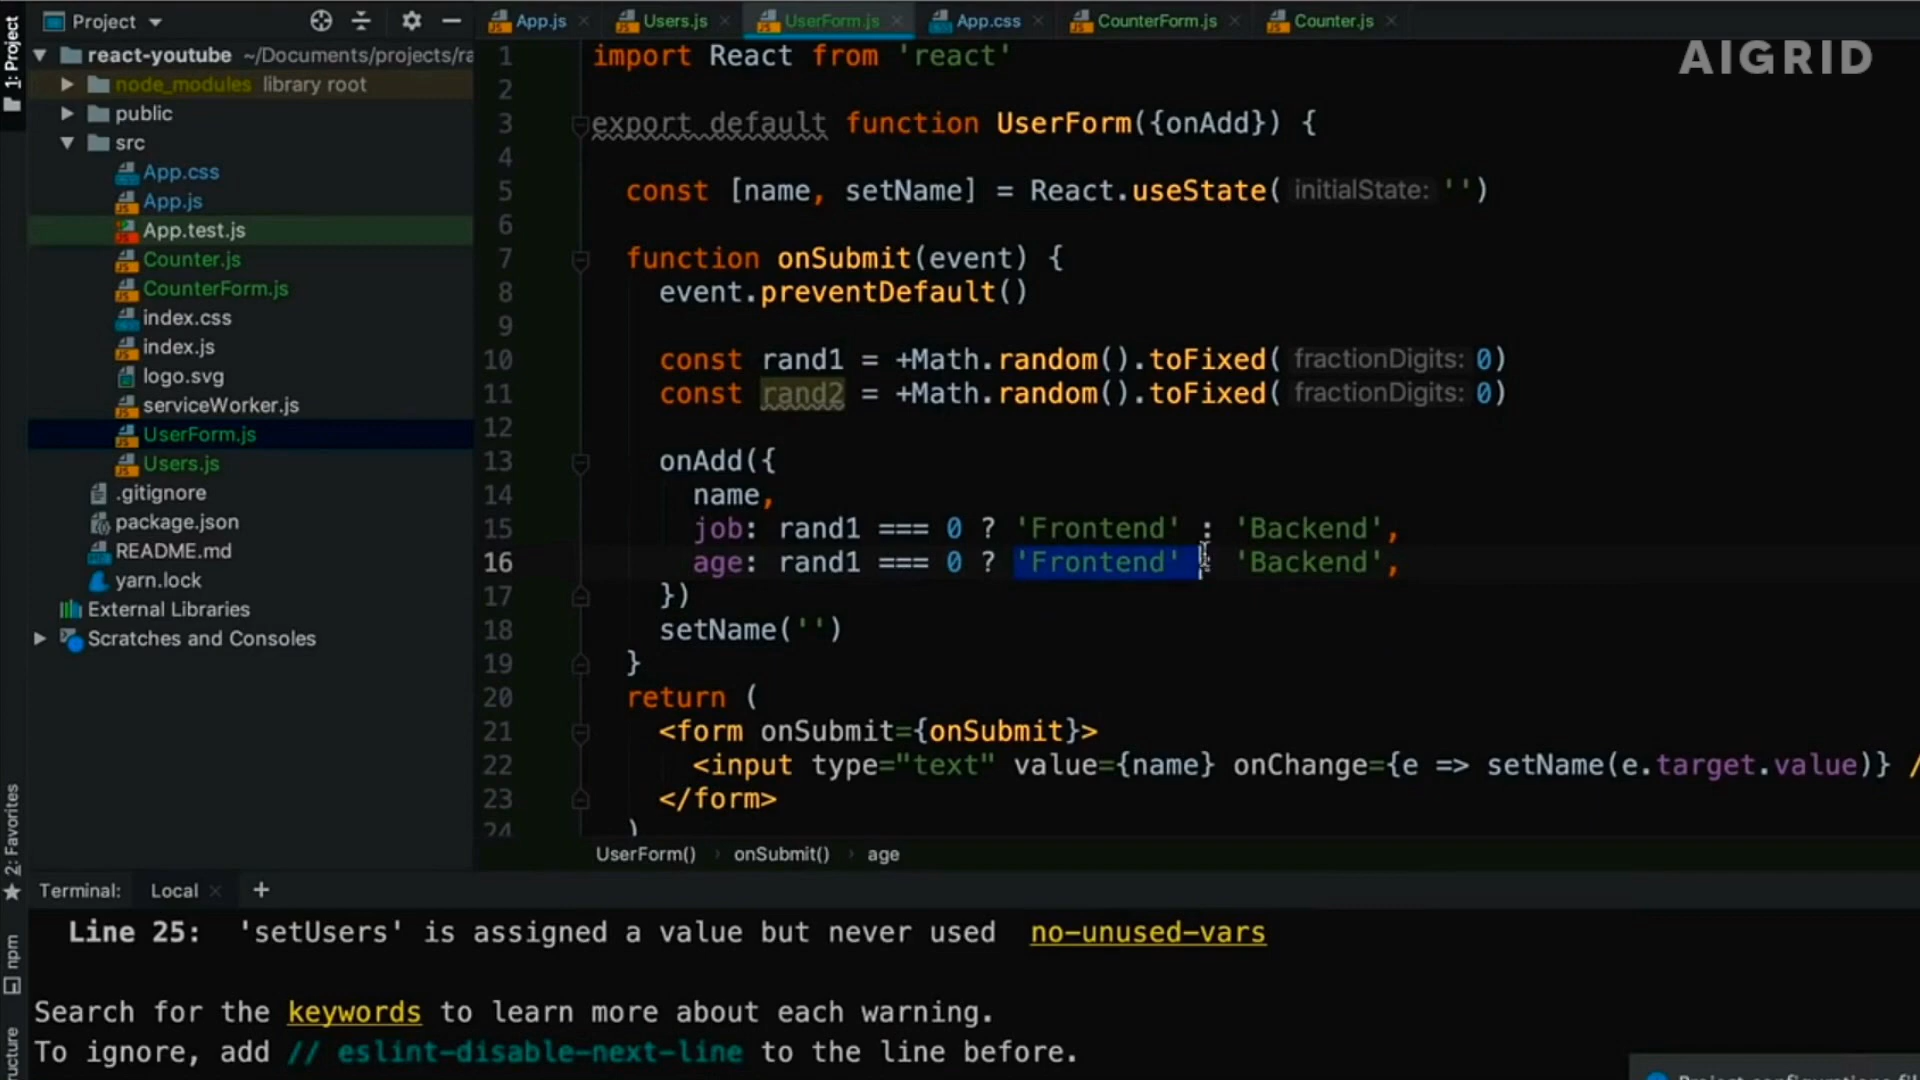 1: Project
Project
App.js
Users.js
UserForm.js
App.css
CounterForm.js
Counter.js
AIGRID
react-youtube ~/Documents/projects/ra
node_modules library root
public
src
App.css
App.js
App.test.js
Counter.js
CounterForm.js
index.css
index.js
logo.svg
serviceWorker.js
UserForm.js
Users.js
.gitignore
package.json
README.md
yarn.lock
External Libraries
Scratches and Consoles
1 import React from 'react'
2
3 export default function UserForm({onAdd}) {
4
5 const [name, setName] = React.useState( initialState: '')
6
7 function onSubmit(event) {
8 event.preventDefault()
9
10 const rand1 = +Math.random().toFixed( fractionDigits: 0)
11 const rand2 = +Math.random().toFixed( fractionDigits: 0)
12
13 onAdd({
14 name,
15 job: rand1 === 0 ? 'Frontend' : 'Backend',
16 age: rand1 === 0 ? 'Frontend' : 'Backend',
17 })
18 setName('')
19 }
20 return (
21 <form onSubmit={onSubmit}>
22 <input type="text" value={name} onChange={e => setName(e.target.value)} /
23 </form>
24 )
UserForm() › onSubmit() › age
2: Favorites
npm
ructure
Terminal: Local +
Line 25: 'setUsers' is assigned a value but never used no-unused-vars
Search for the keywords to learn more about each warning.
To ignore, add // eslint-disable-next-line to the line before.